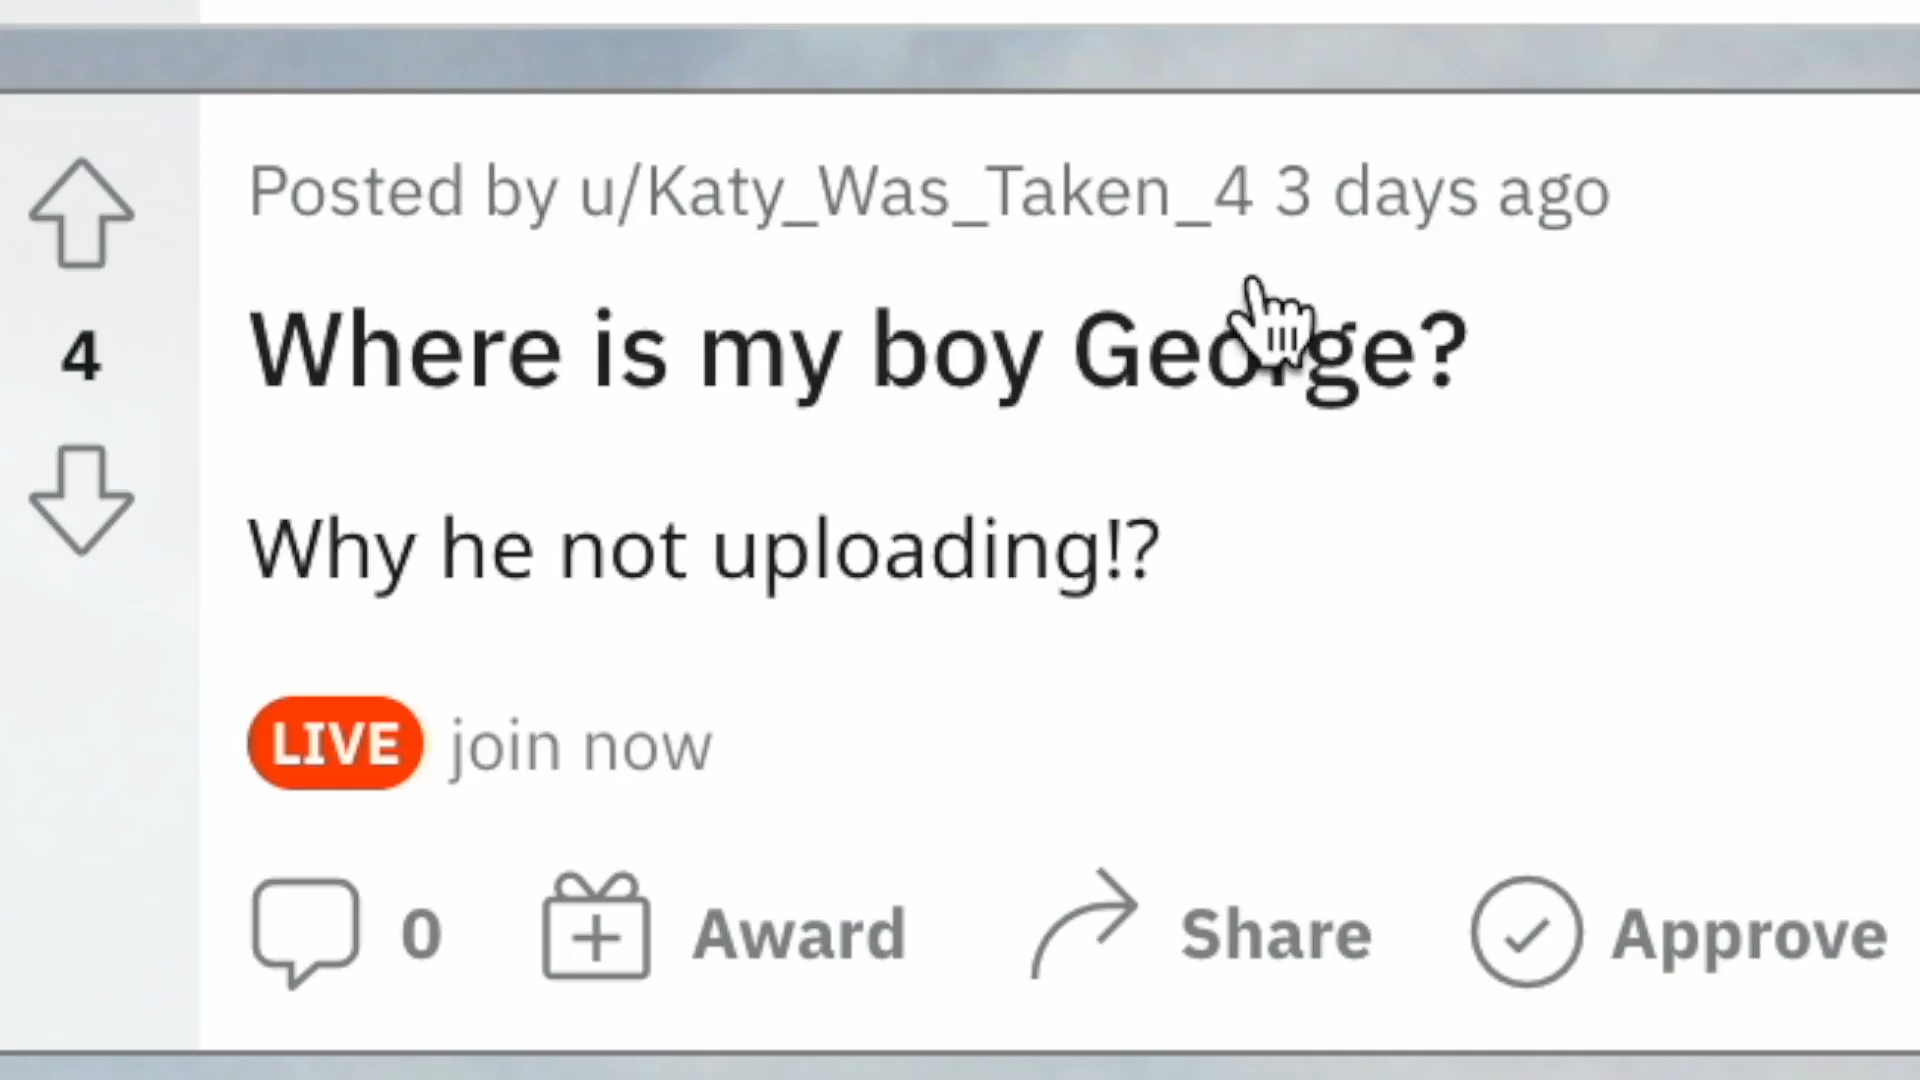 Posted by u/Katy_Was_Taken_4 3 days ago
4
Where is my boy George?
Why he not uploading!?
LIVE join now
0 Award Share Approve